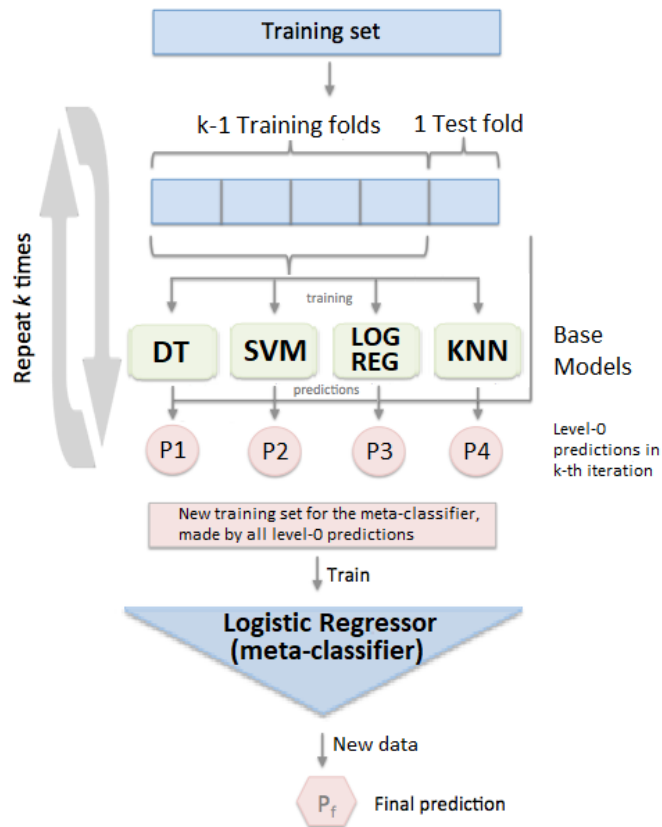 Training set
k-1 Training folds
1 Test fold
Repeat k times
training
DT
SVM
LOG
REG
KNN
Base
Models
predictions
P1
P2
P3
P4
Level-0
predictions in
k-th iteration
New training set for the meta-classifier,
made by all level-0 predictions
Train
Logistic Regressor
(meta-classifier)
New data
Pf
Final prediction